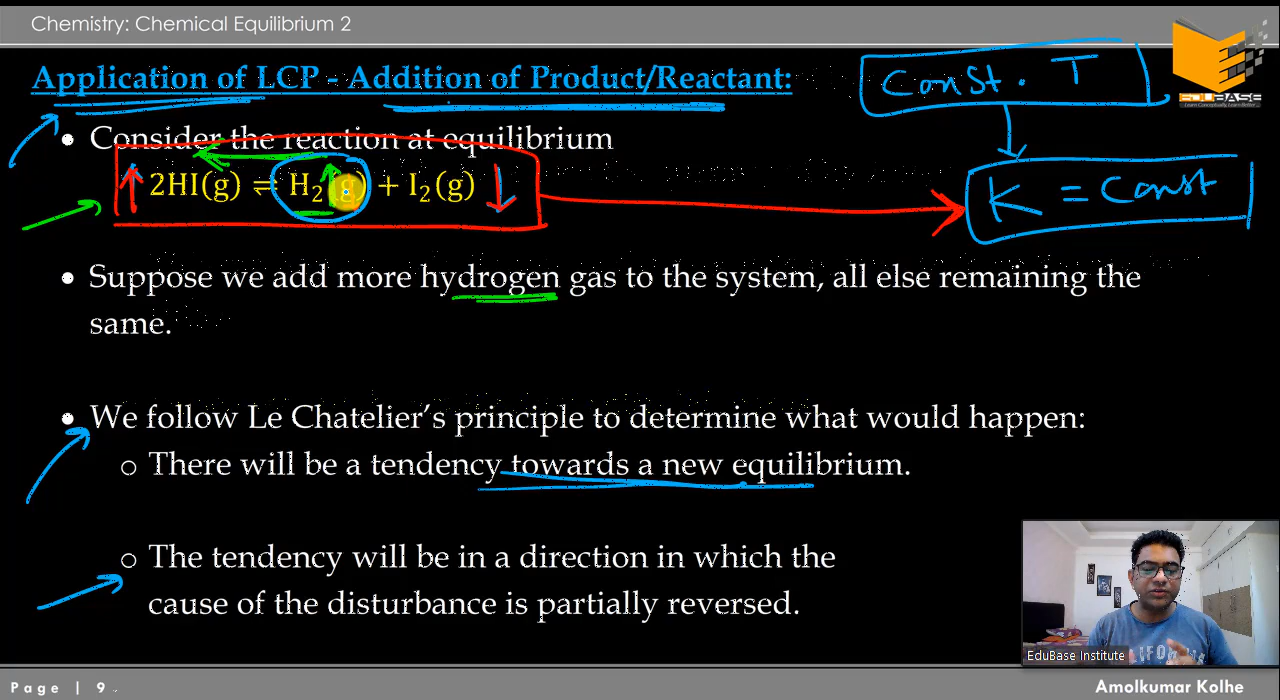 Chemistry: Chemical Equilibrium 2
Application of LCP - Addition of Product/Reactant:
Const. T
EDUBASE
• Consider the reaction at equilibrium
2HI(g) ⇌ H₂(g) + I₂(g)
K = Const
• Suppose we add more hydrogen gas to the system, all else remaining the
same.
• We follow Le Chatelier’s principle to determine what would happen:
○ There will be a tendency towards a new equilibrium.
○ The tendency will be in a direction in which the
cause of the disturbance is partially reversed.
EduBase Institute
Page | 9
Amolkumar Kolhe